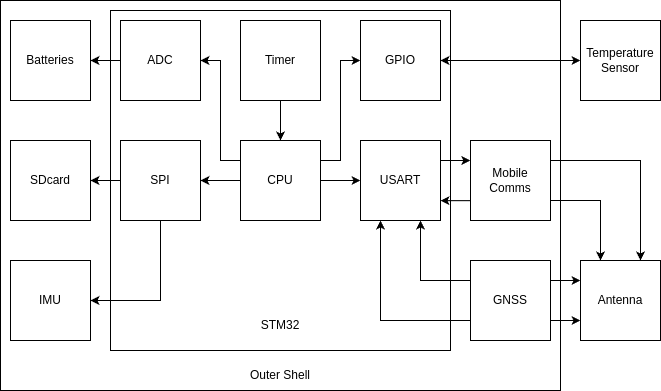 Batteries
ADC
Timer
GPIO
Temperature
Sensor
SDcard
SPI
CPU
USART
Mobile
Comms
IMU
GNSS
Antenna
STM32
Outer Shell